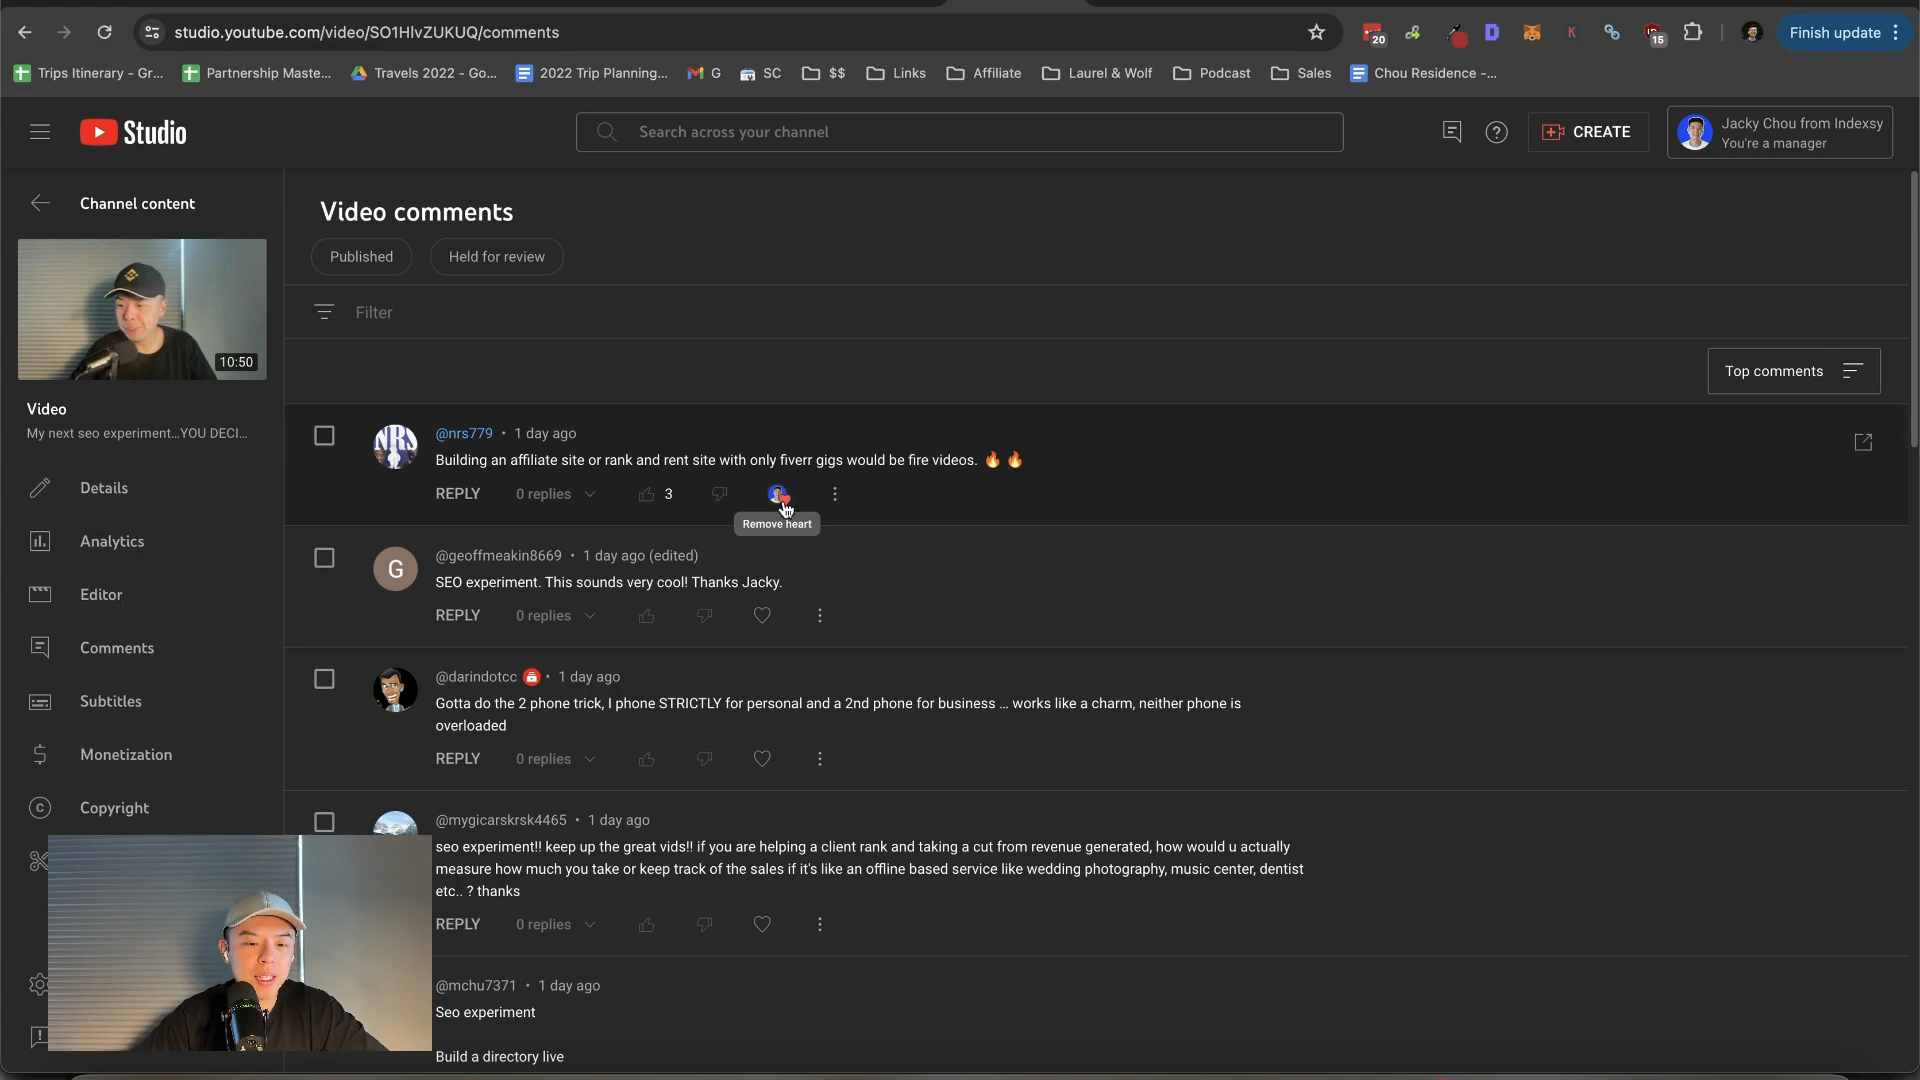 studio.youtube.com/video/SO1HIvZUKUQ/comments
20
K
15
Finish update
Trips Itinerary - Gr...
Partnership Maste...
Travels 2022 - Go...
2022 Trip Planning...
G
SC
$$
Links
Affiliate
Laurel & Wolf
Podcast
Sales
Chou Residence -...
Studio
Search across your channel
CREATE
Jacky Chou from Indexsy
You're a manager
Channel content
10:50
Video
My next seo experiment...YOU DECI...
Details
Analytics
Editor
Comments
Subtitles
Monetization
Copyright
Video comments
Published
Held for review
Filter
Top comments
NRS
@nrs779 • 1 day ago
Building an affiliate site or rank and rent site with only fiverr gigs would be fire videos. 🔥 🔥
REPLY 0 replies 3
Remove heart
G
@geoffmeakin8669 • 1 day ago (edited)
SEO experiment. This sounds very cool! Thanks Jacky.
REPLY 0 replies
@darindotcc • 1 day ago
Gotta do the 2 phone trick, I phone STRICTLY for personal and a 2nd phone for business ... works like a charm, neither phone is
overloaded
REPLY 0 replies
@mygicarskrsk4465 • 1 day ago
seo experiment!! keep up the great vids!! if you are helping a client rank and taking a cut from revenue generated, how would u actually
measure how much you take or keep track of the sales if it's like an offline based service like wedding photography, music center, dentist
etc.. ? thanks
REPLY 0 replies
@mchu7371 • 1 day ago
Seo experiment
Build a directory live